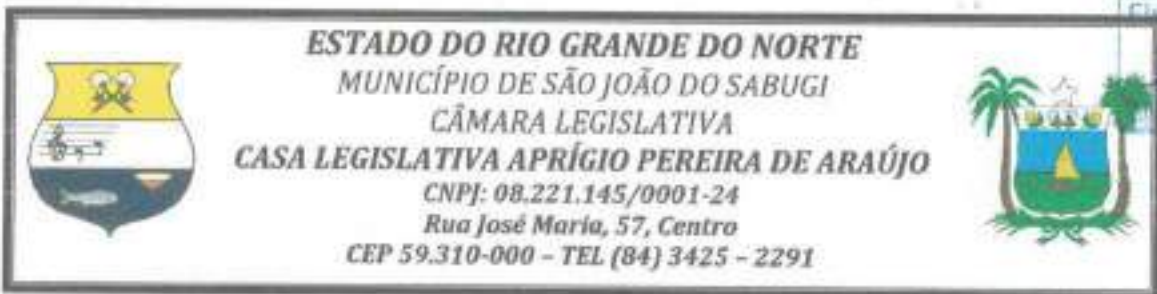 ESTADO DO RIO GRANDE DO NORTE
MUNICÍPIO DE SÃO JOÃO DO SABUGI
CÂMARA LEGISLATIVA
CASA LEGISLATIVA APRÍGIO PEREIRA DE ARAÚJO
CNPJ: 08.221.145/0001-24
Rua José Maria, 57, Centro
CEP 59.310-000 – TEL (84) 3425 – 2291